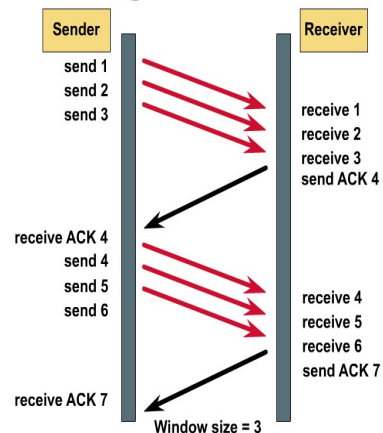 Sender
send 1
send 2
send 3
receive ACK 4
send 4
send 5
send 6
receive ACK 7
Receiver
receive 1
receive 2
receive 3
send ACK 4
receive 4
receive 5
receive 6
send ACK 7
Window size = 3